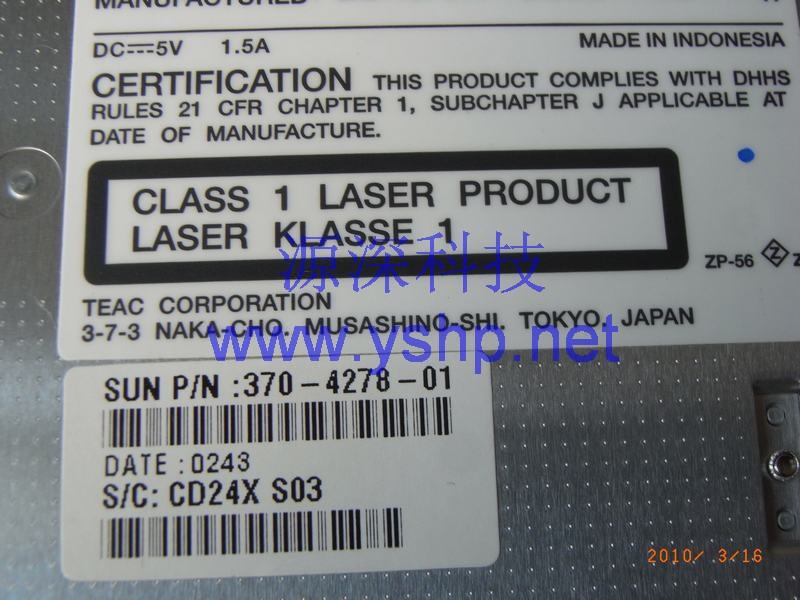 MANUFACTURED
DC⎓5V 1.5A MADE IN INDONESIA
CERTIFICATION THIS PRODUCT COMPLIES WITH DHHS
RULES 21 CFR CHAPTER 1, SUBCHAPTER J APPLICABLE AT
DATE OF MANUFACTURE.
CLASS 1 LASER PRODUCT
LASER KLASSE 1
源深科技
ZP-56 Z
TEAC CORPORATION
3-7-3 NAKA-CHO. MUSASHINO-SHI. TOKYO, JAPAN
www.yshp.net
SUN P/N :370-4278-01
DATE : 0243
S/C: CD24X S03
2010/ 3/16